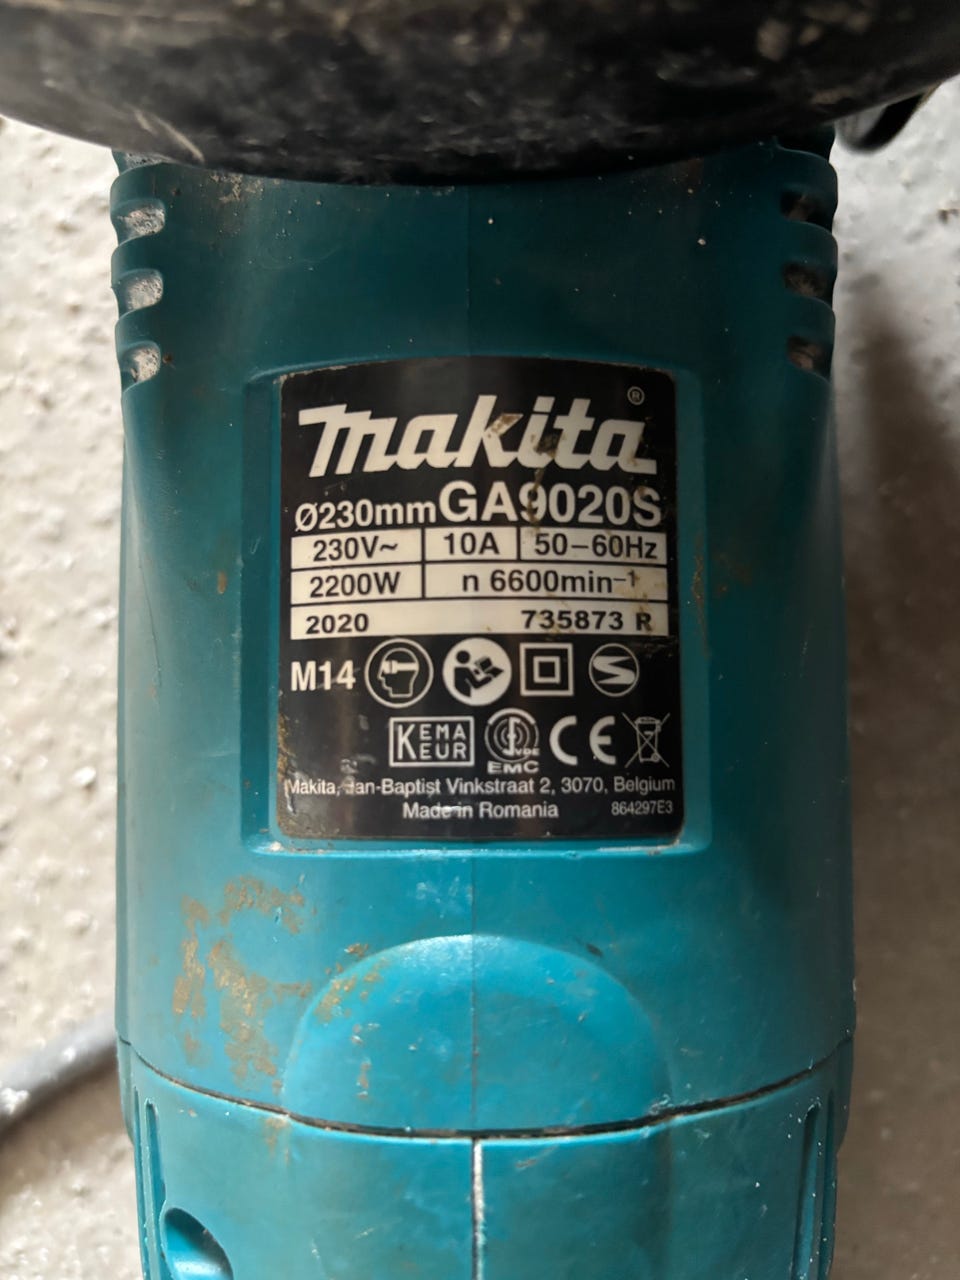 makita®
Ø230mm GA9020S
230V~ 10A 50-60Hz
2200W n 6600min⁻¹
2020 735873 R
M14
KEMA
KEUR
VDE
EMC
CE
Makita, Jan-Baptist Vinkstraat 2, 3070, Belgium
Made in Romania 864297E3